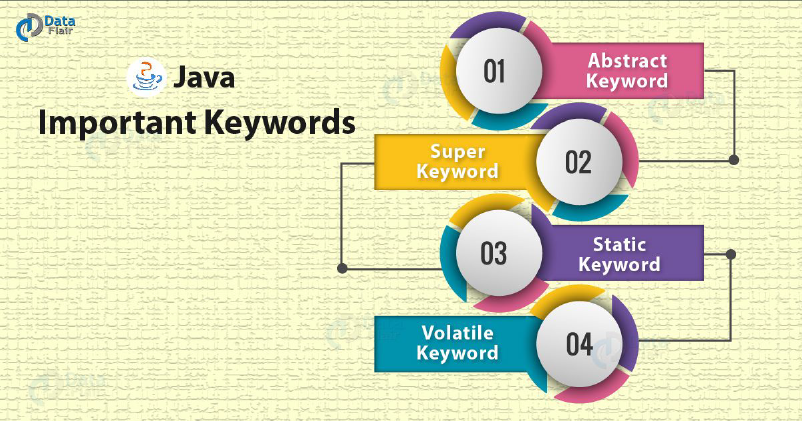 Data
Flair
Java
Important Keywords
01
Abstract
Keyword
Super
Keyword
02
03
Static
Keyword
Volatile
Keyword
04